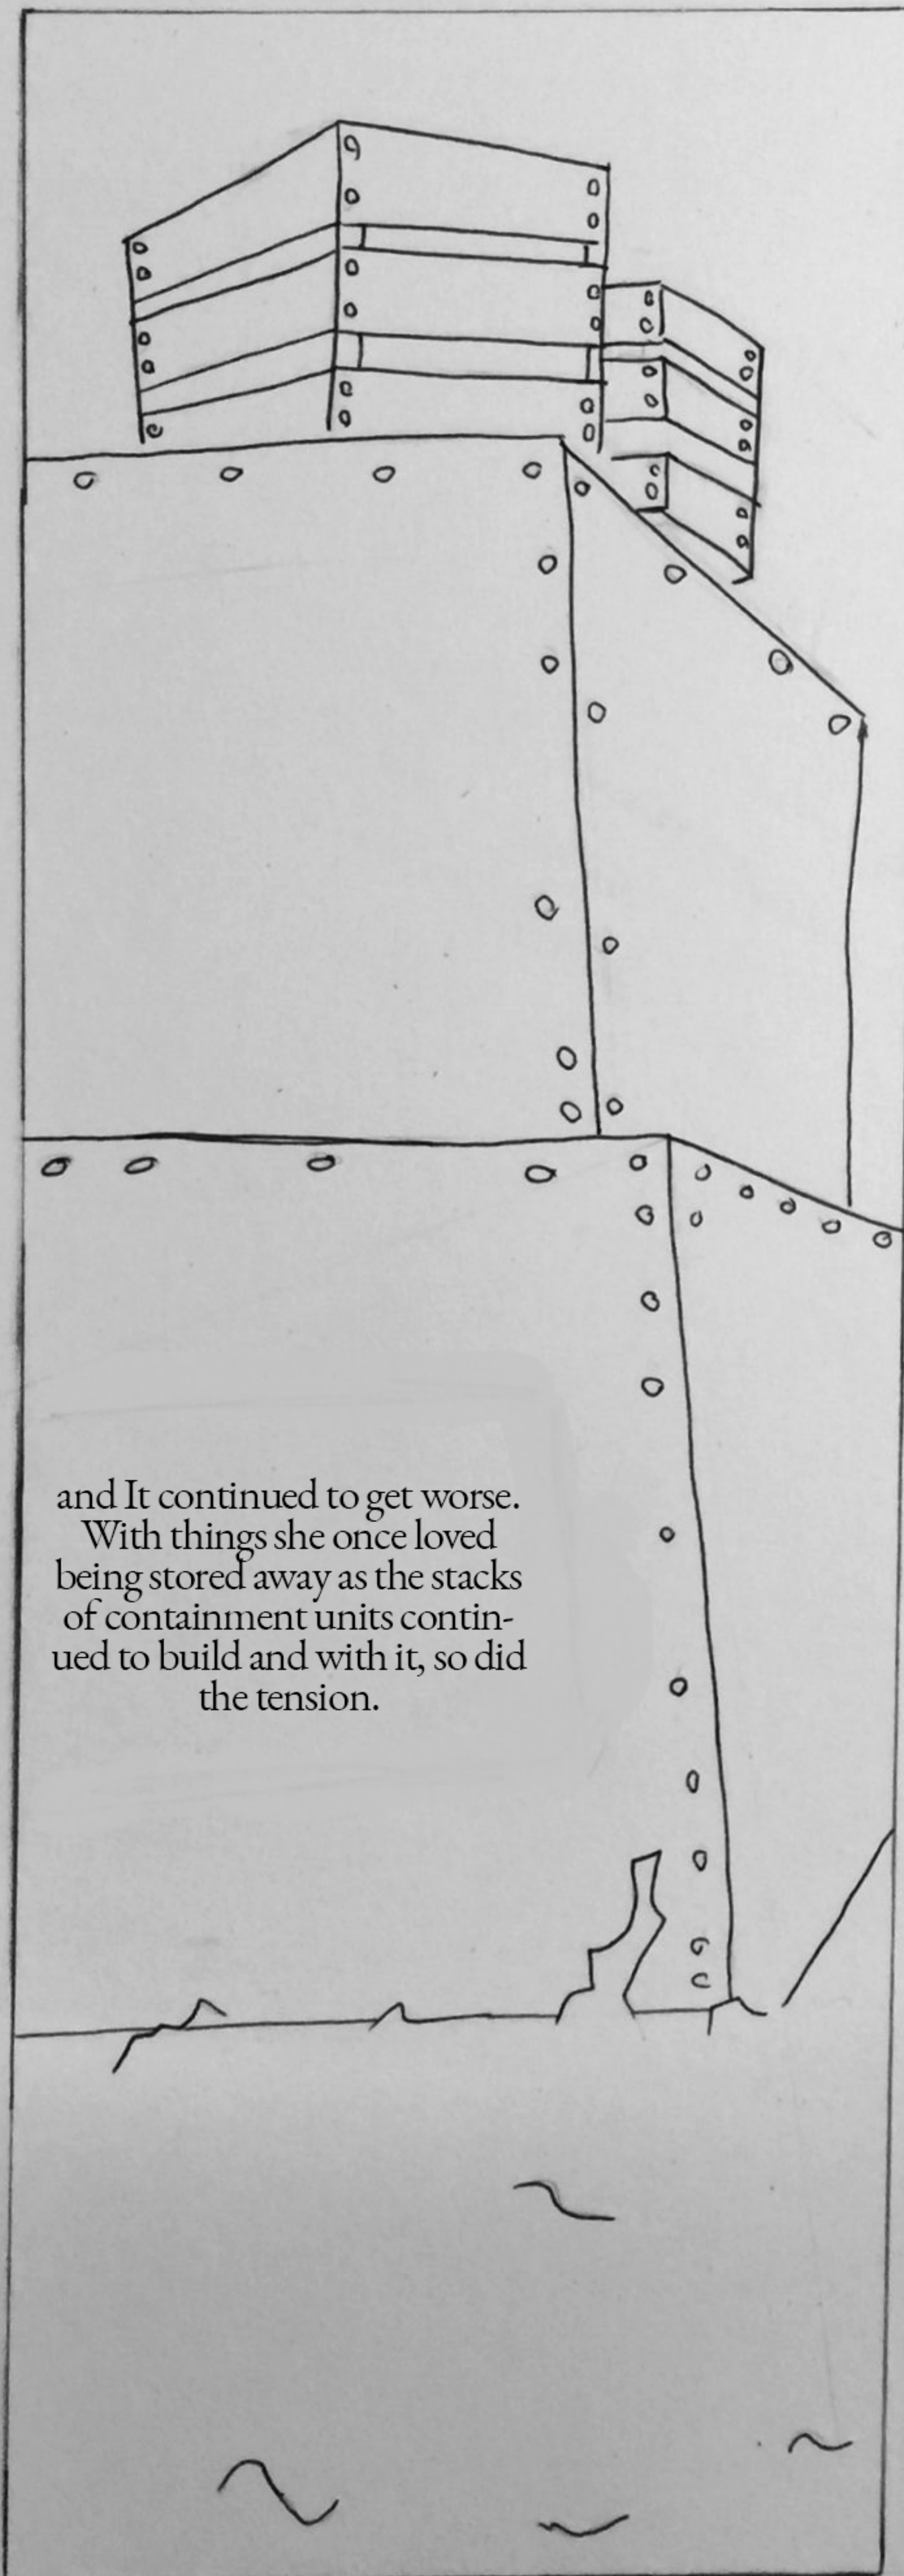 and It continued to get worse.
With things she once loved
being stored away as the stacks
of containment units contin-
ued to build and with it, so did
the tension.